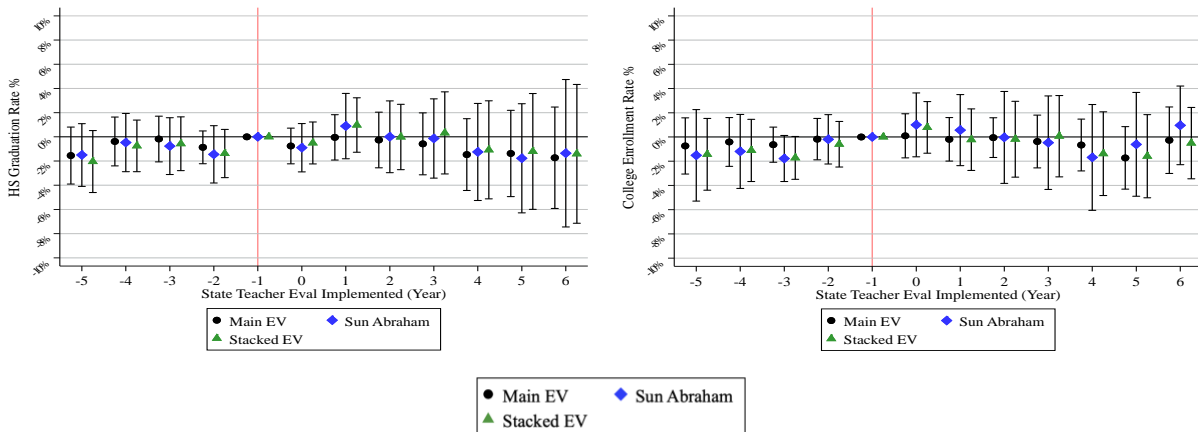 HS Graduation Rate %
10%
8%
6%
4%
2%
0%
-2%
-4%
-6%
-8%
-10%
-5 -4 -3 -2 -1 0 1 2 3 4 5 6
State Teacher Eval Implemented (Year)
Main EV Sun Abraham
Stacked EV
College Enrollment Rate %
10%
8%
6%
4%
2%
0%
-2%
-4%
-6%
-8%
-10%
-5 -4 -3 -2 -1 0 1 2 3 4 5 6
State Teacher Eval Implemented (Year)
Main EV Sun Abraham
Stacked EV
Main EV Sun Abraham
Stacked EV